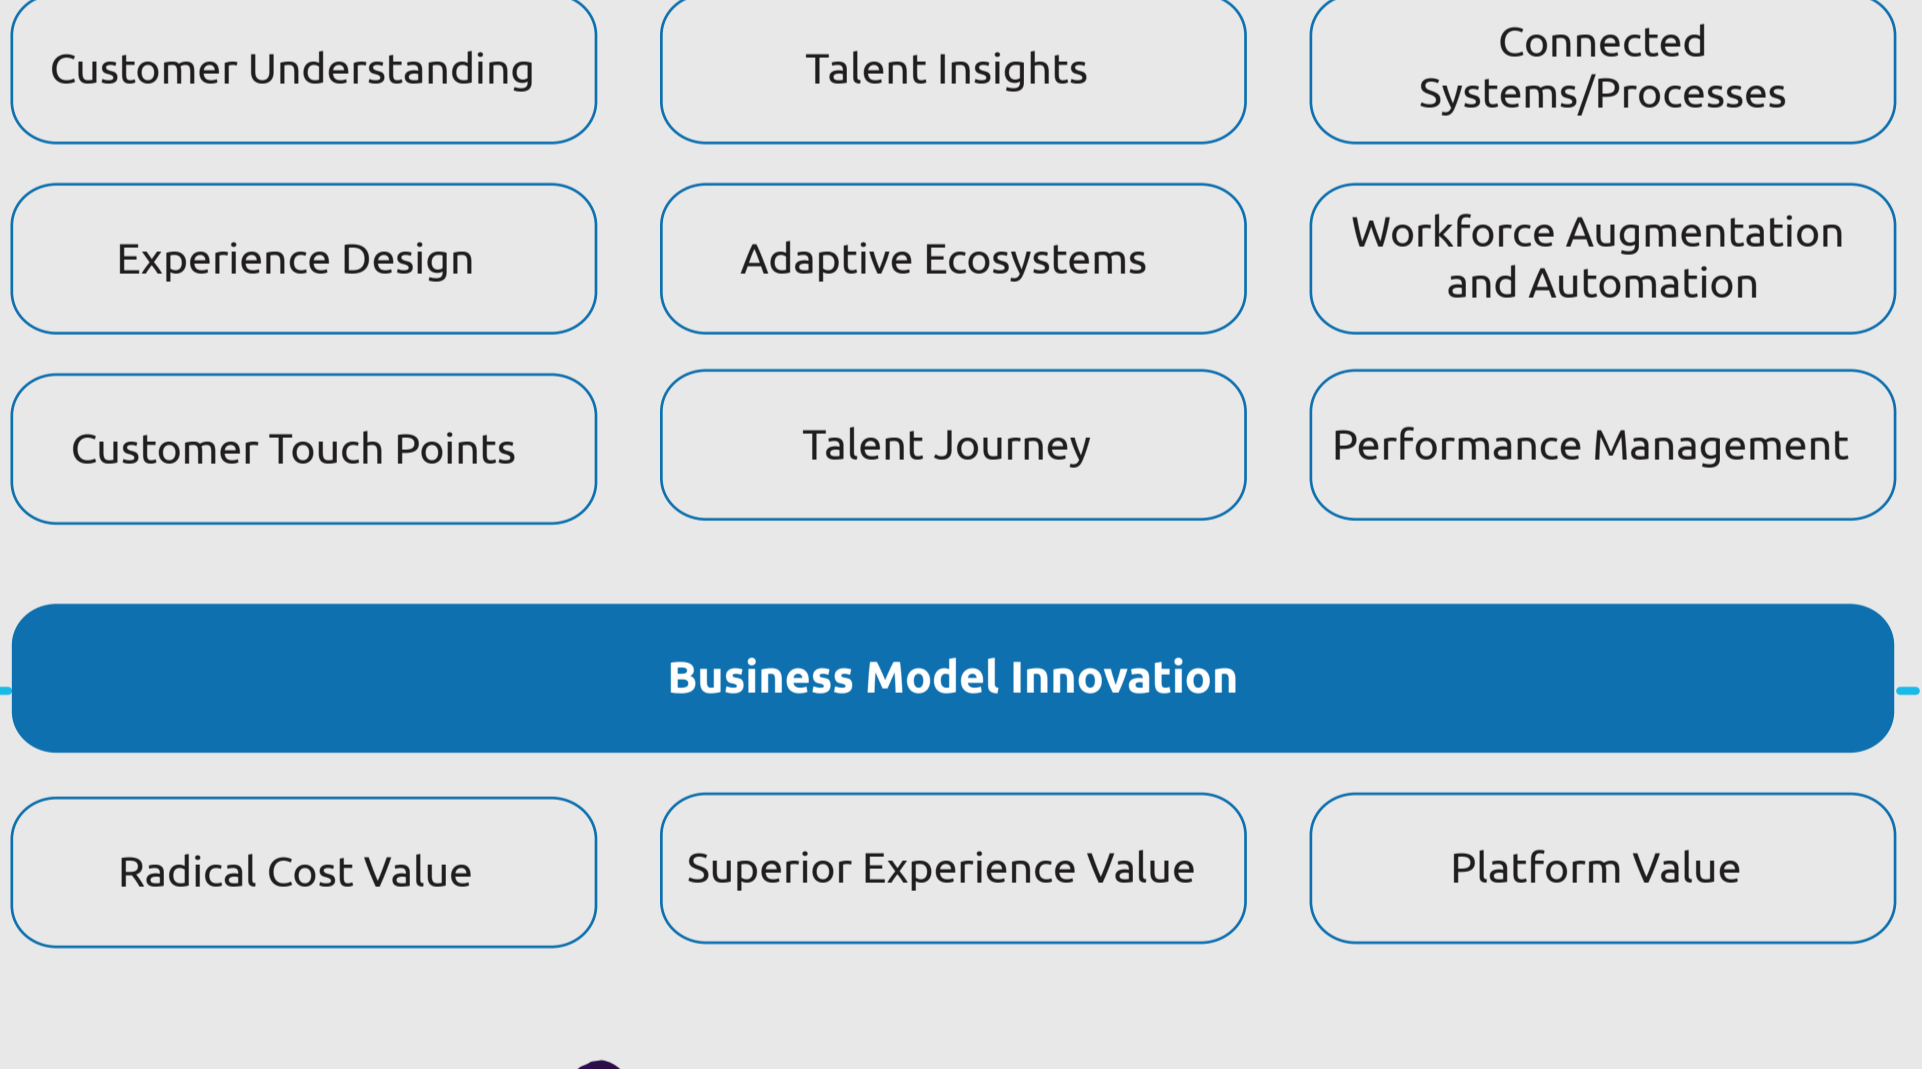 Customer Understanding
Talent Insights
Connected
Systems/Processes
Experience Design
Adaptive Ecosystems
Workforce Augmentation
and Automation
Customer Touch Points
Talent Journey
Performance Management
Business Model Innovation
Radical Cost Value
Superior Experience Value
Platform Value